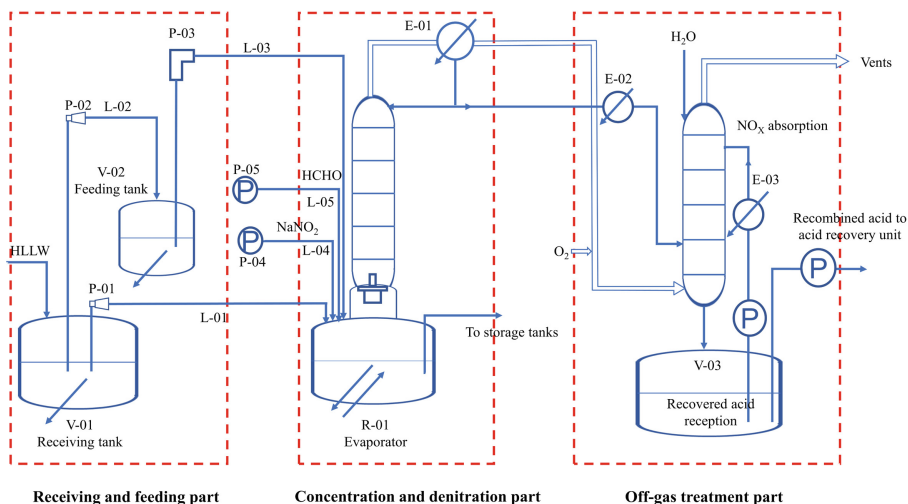 P-03
L-03
P-02
L-02
V-02
Feeding tank
HLLW
P-01
L-01
V-01
Receiving tank
P-05
HCHO
L-05
NaNO₂
L-04
P-04
P
P
E-01
To storage tanks
R-01
Evaporator
E-02
H₂O
Vents
NOX absorption
E-03
O₂
Recombined acid to
acid recovery unit
P
P
V-03
Recovered acid
reception
Receiving and feeding part
Concentration and denitration part
Off-gas treatment part